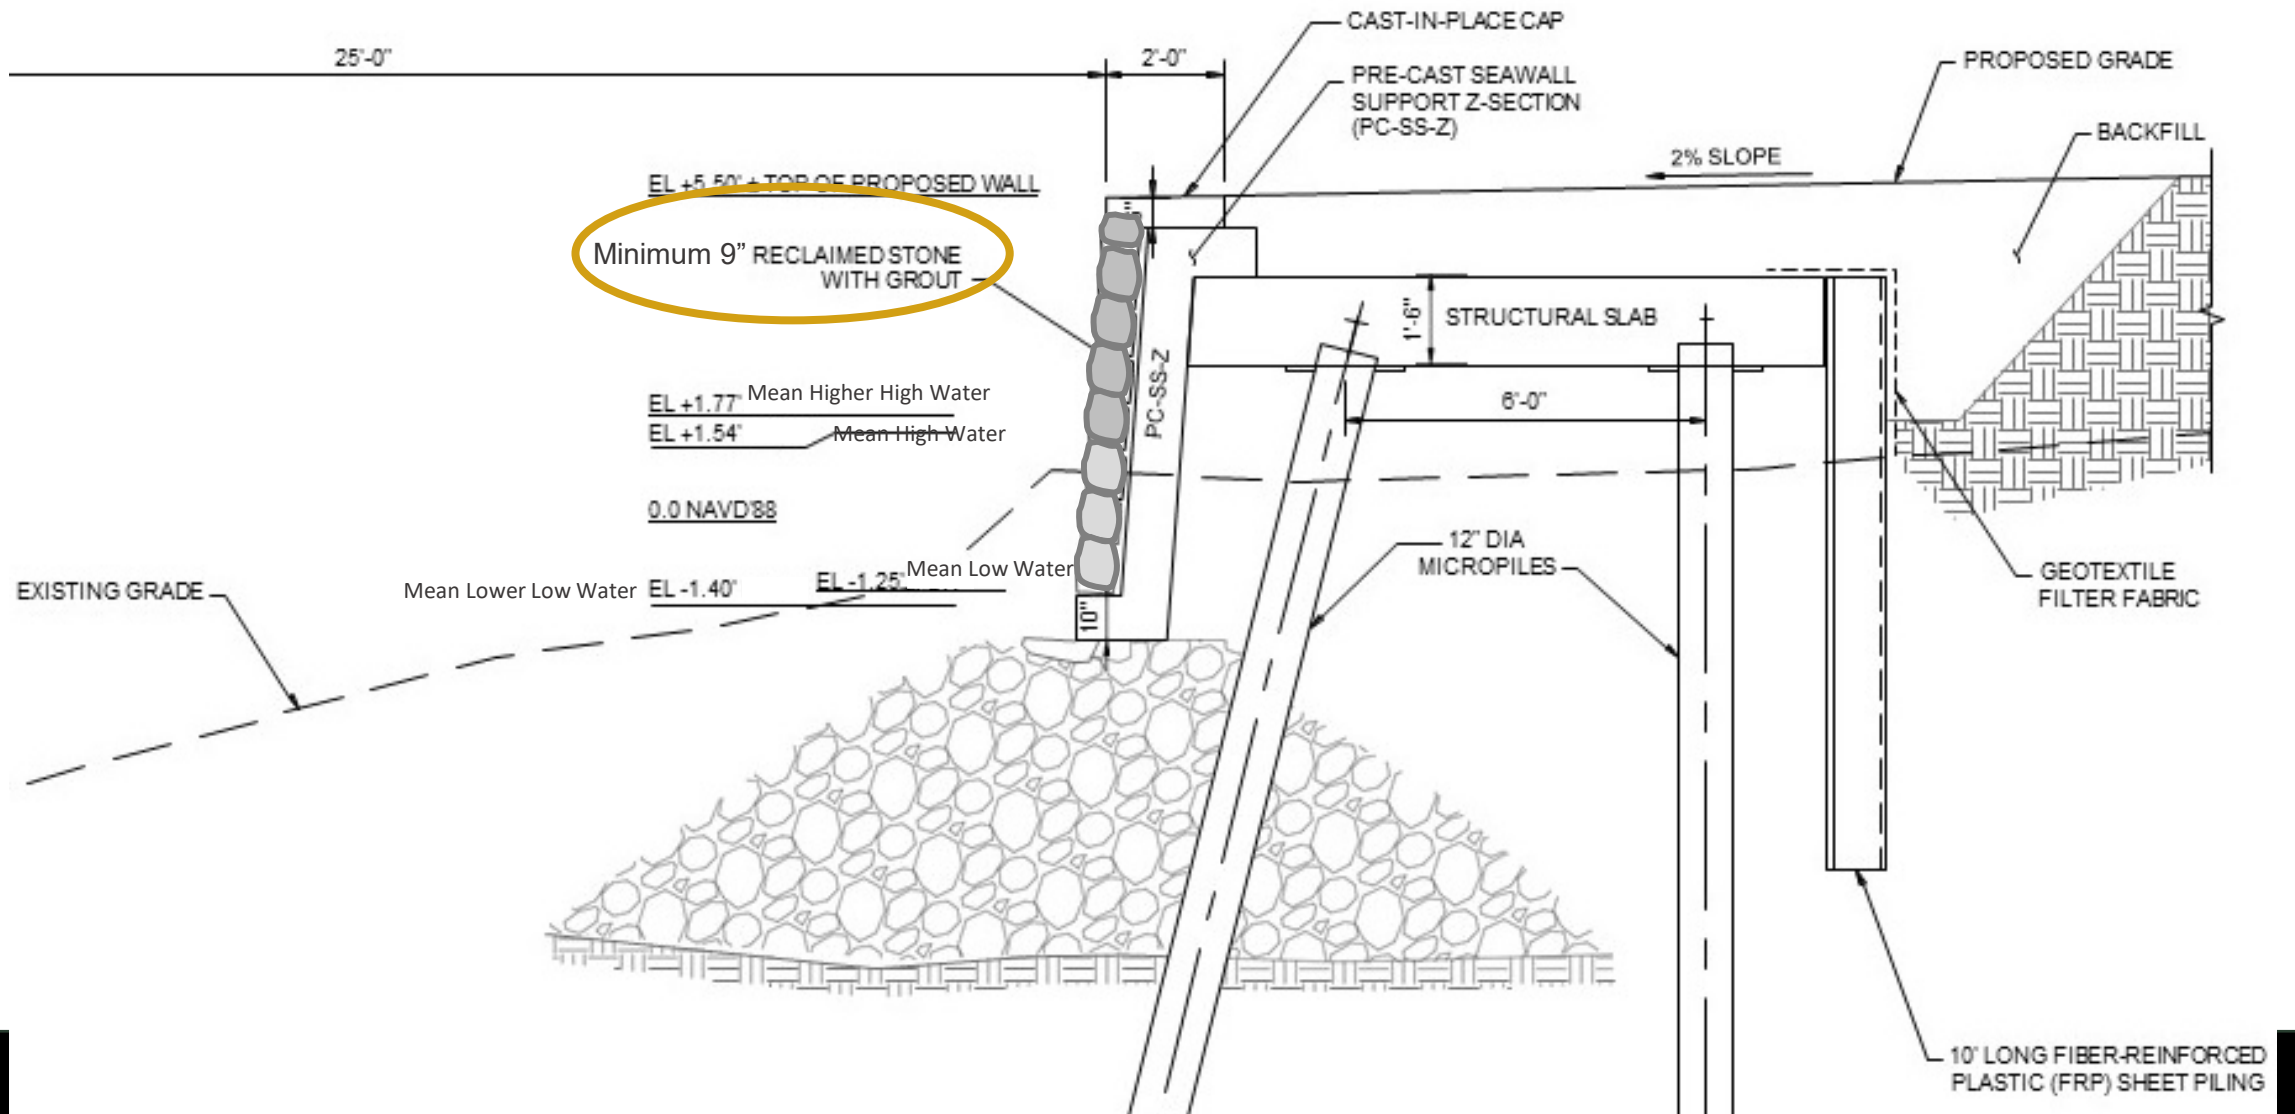 CAST-IN-PLACE CAP
25'-0"
2'-0"
PROPOSED GRADE
PRE-CAST SEAWALL
SUPPORT Z-SECTION
(PC-SS-Z)
BACKFILL
2% SLOPE
EL +5.50' ± TOP OF PROPOSED WALL
Minimum 9” RECLAIMED STONE
WITH GROUT
1'-6"
STRUCTURAL SLAB
PC-SS-Z
EL +1.77' Mean Higher High Water
6'-0"
EL +1.54' Mean High Water
0.0 NAVD'88
12" DIA
MICROPILES
EXISTING GRADE
Mean Lower Low Water EL -1.40'
EL -1.25' Mean Low Water
GEOTEXTILE
FILTER FABRIC
10"
10' LONG FIBER-REINFORCED
PLASTIC (FRP) SHEET PILING